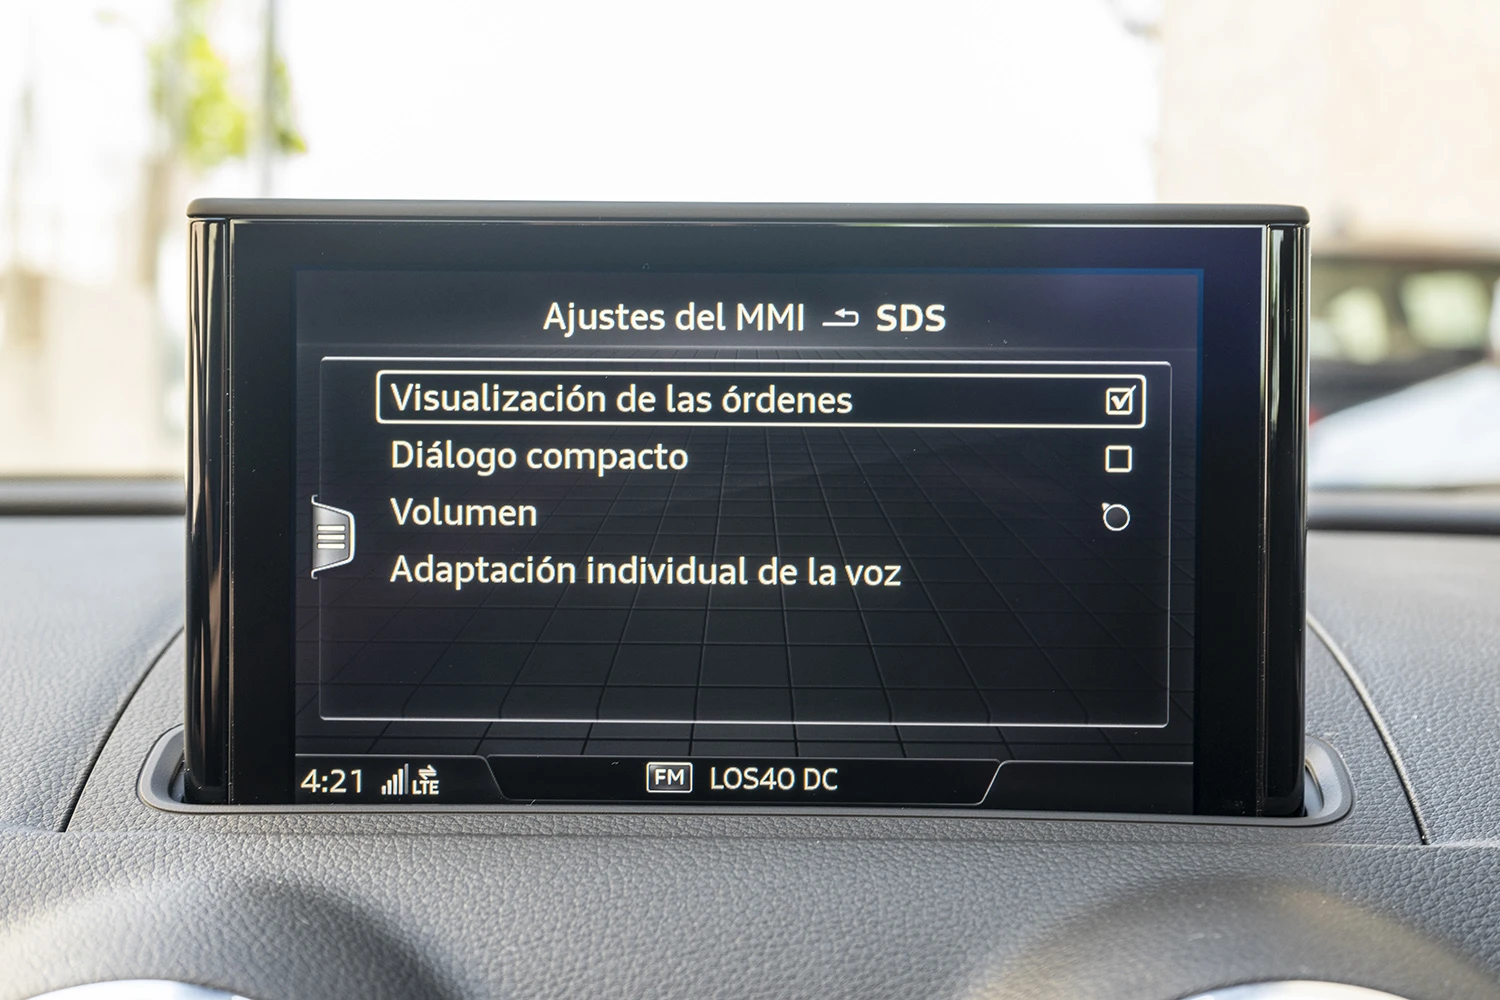 Ajustes del MMI SDS
Visualización de las órdenes
Diálogo compacto
Volumen
Adaptación individual de la voz
4:21 LTE FM LOS40 DC